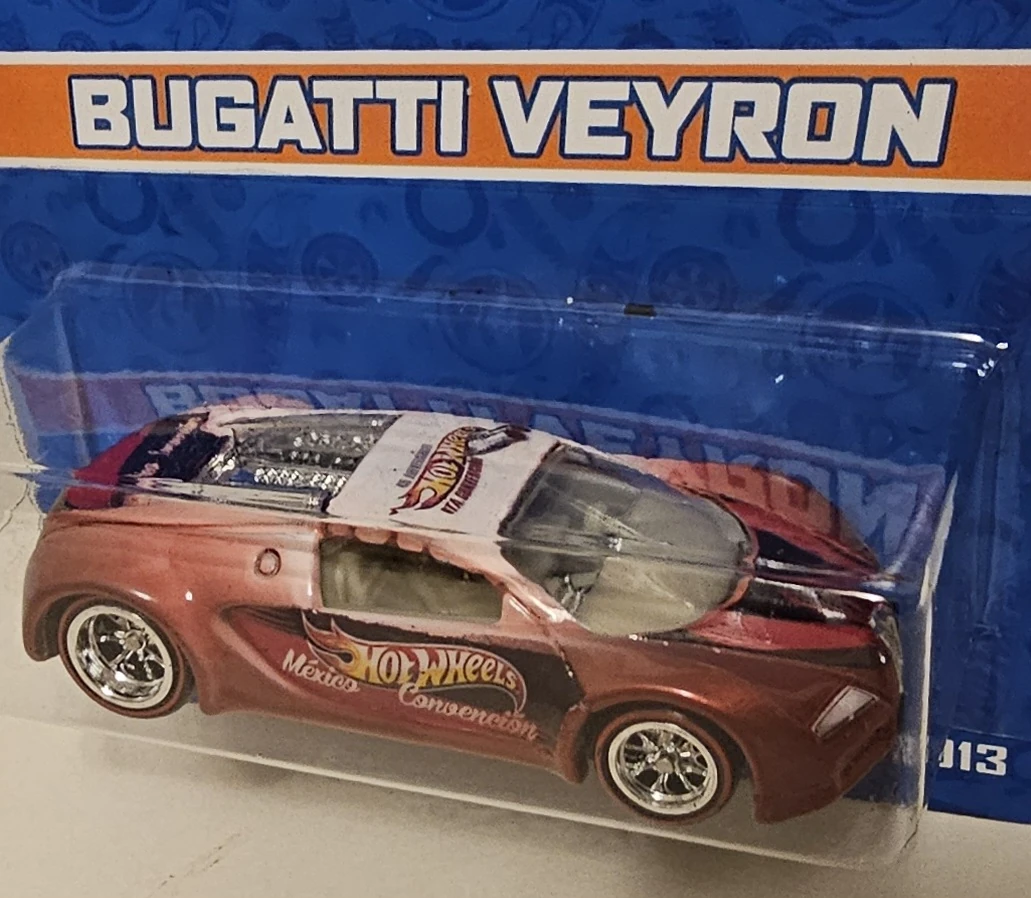 BUGATTI VEYRON
HOT WHEELS
HOT WHEELS
México
Convención
013